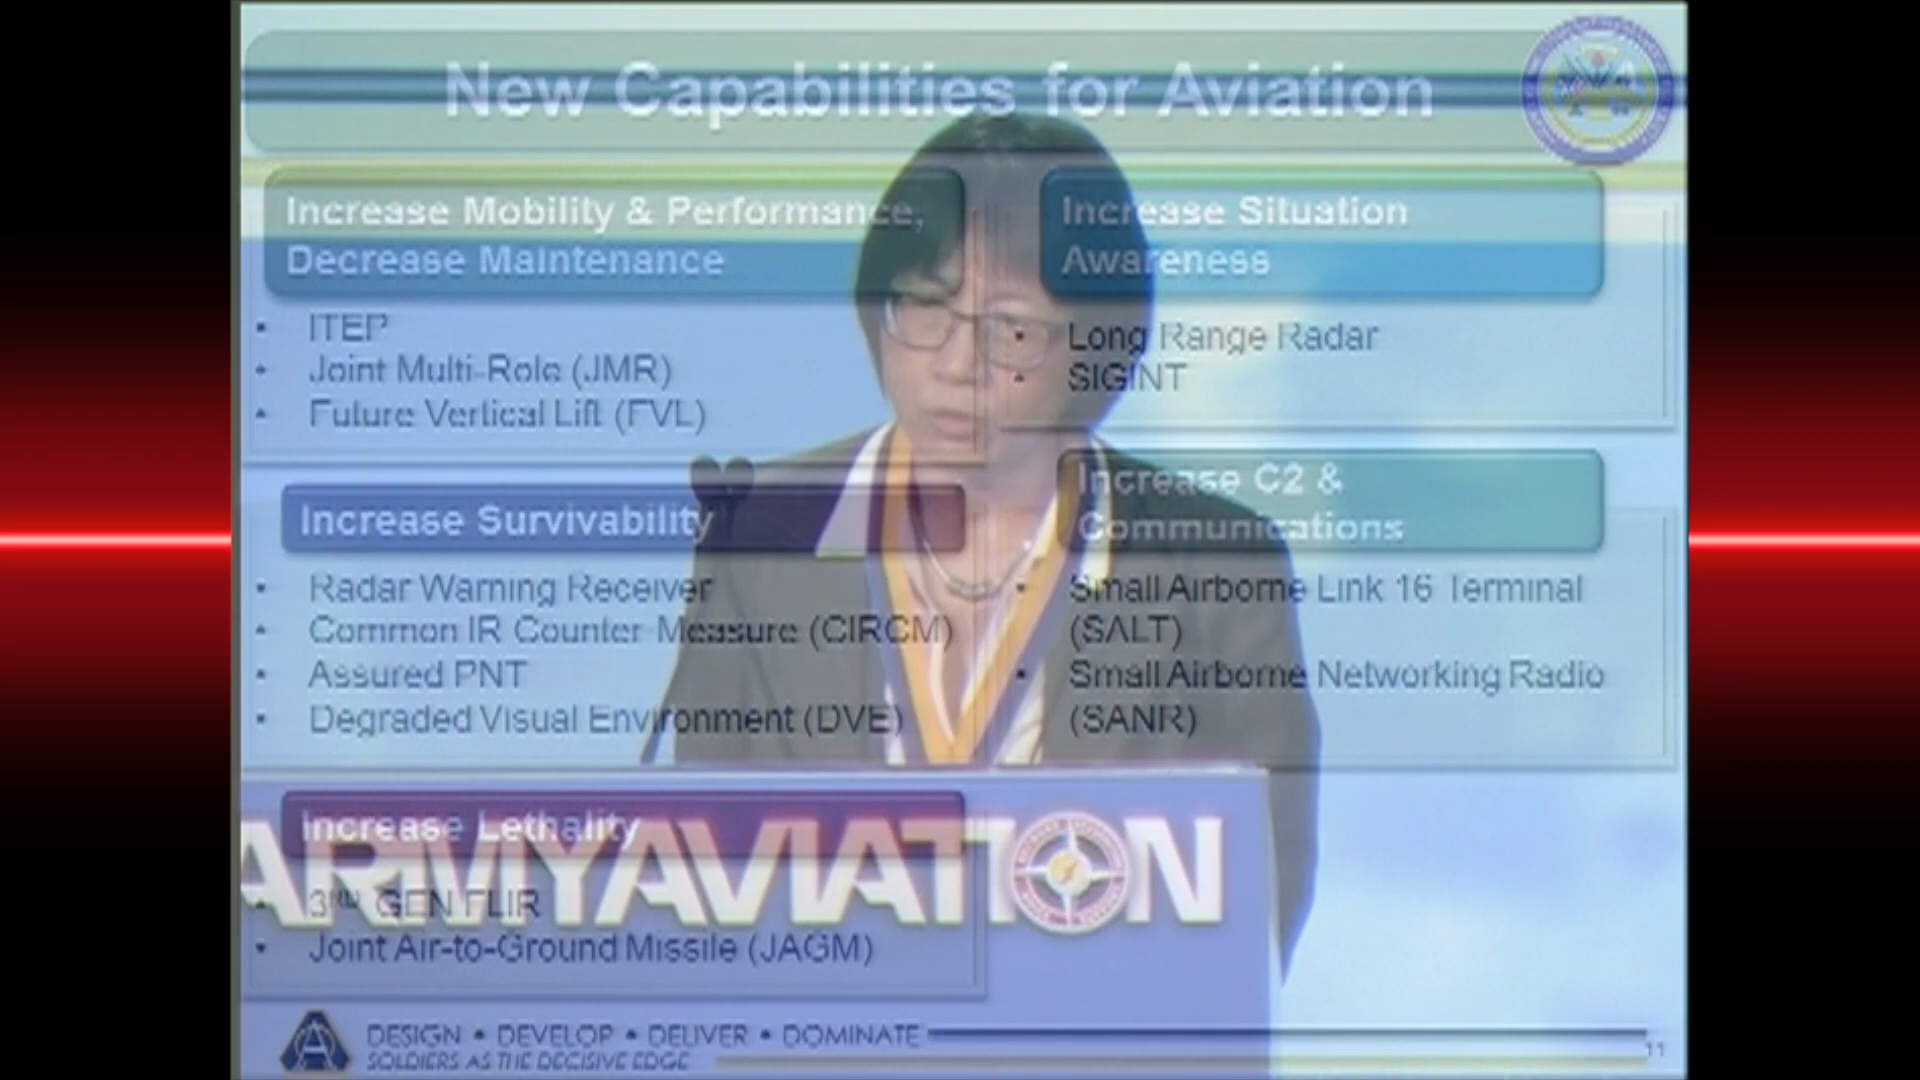 New Capabilities for Aviation
Increase Mobility & Performance,
Decrease Maintenance
• ITEP
• Joint Multi-Role (JMR)
• Future Vertical Lift (FVL)
Increase Situation
Awareness
• Long Range Radar
• SIGINT
Increase Survivability
• Radar Warning Receiver
• Common IR Counter-Measure (CIRCM)
• Assured PNT
• Degraded Visual Environment (DVE)
Increase C2 &
Communications
• Small Airborne Link 16 Terminal
(SALT)
• Small Airborne Networking Radio
(SANR)
Increase Lethality
• 3RD GEN FLIR
• Joint Air-to-Ground Missile (JAGM)
ARMY AVIATION
DESIGN • DEVELOP • DELIVER • DOMINATE
SOLDIERS AS THE DECISIVE EDGE
11